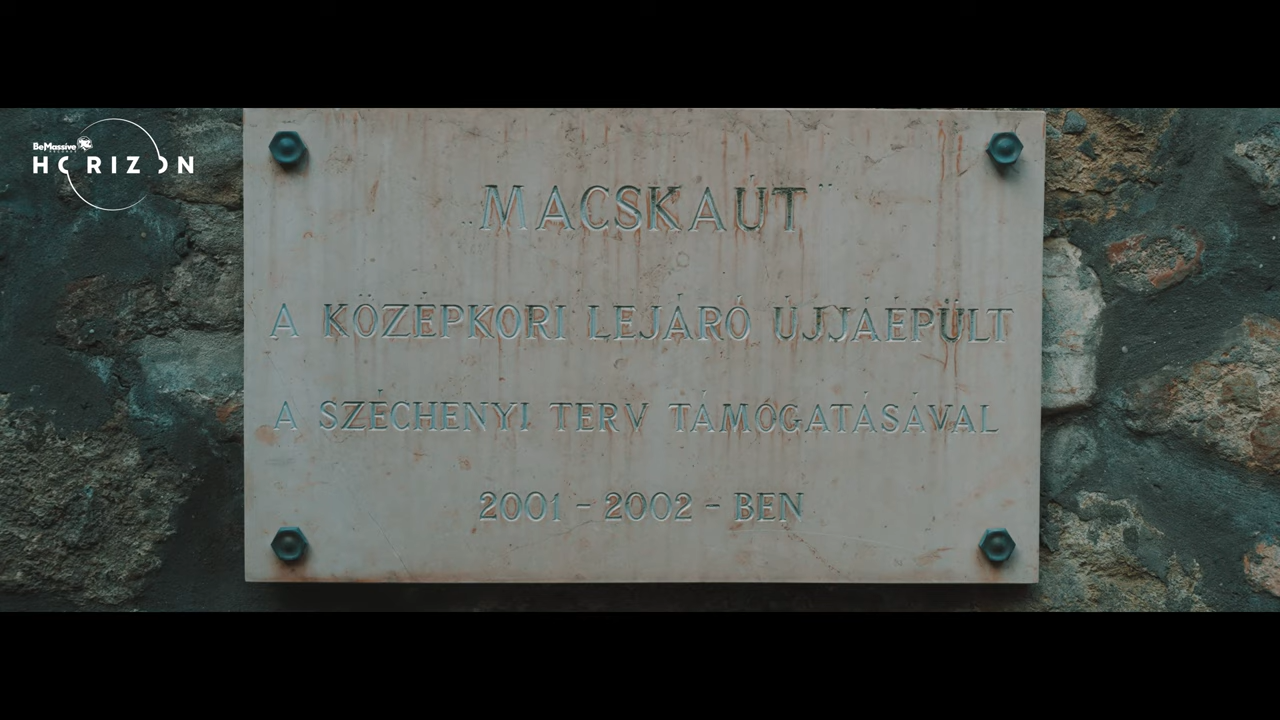 BeMassive
HORIZON
„MACSKAÚT”
A KÖZÉPKORI LEJÁRÓ ÚJJÁÉPÜLT
A SZÉCHENYI TERV TÁMOGATÁSÁVAL
2001 - 2002 - BEN